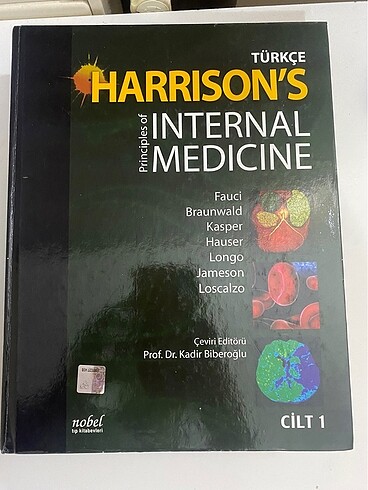 TÜRKÇE
HARRISON'S
Principles of
INTERNAL
MEDICINE
Fauci
Braunwald
Kasper
Hauser
Longo
Jameson
Loscalzo
Çeviri Editörü
Prof. Dr. Kadir Biberoğlu
nobel
tıp kitabevleri
CİLT 1